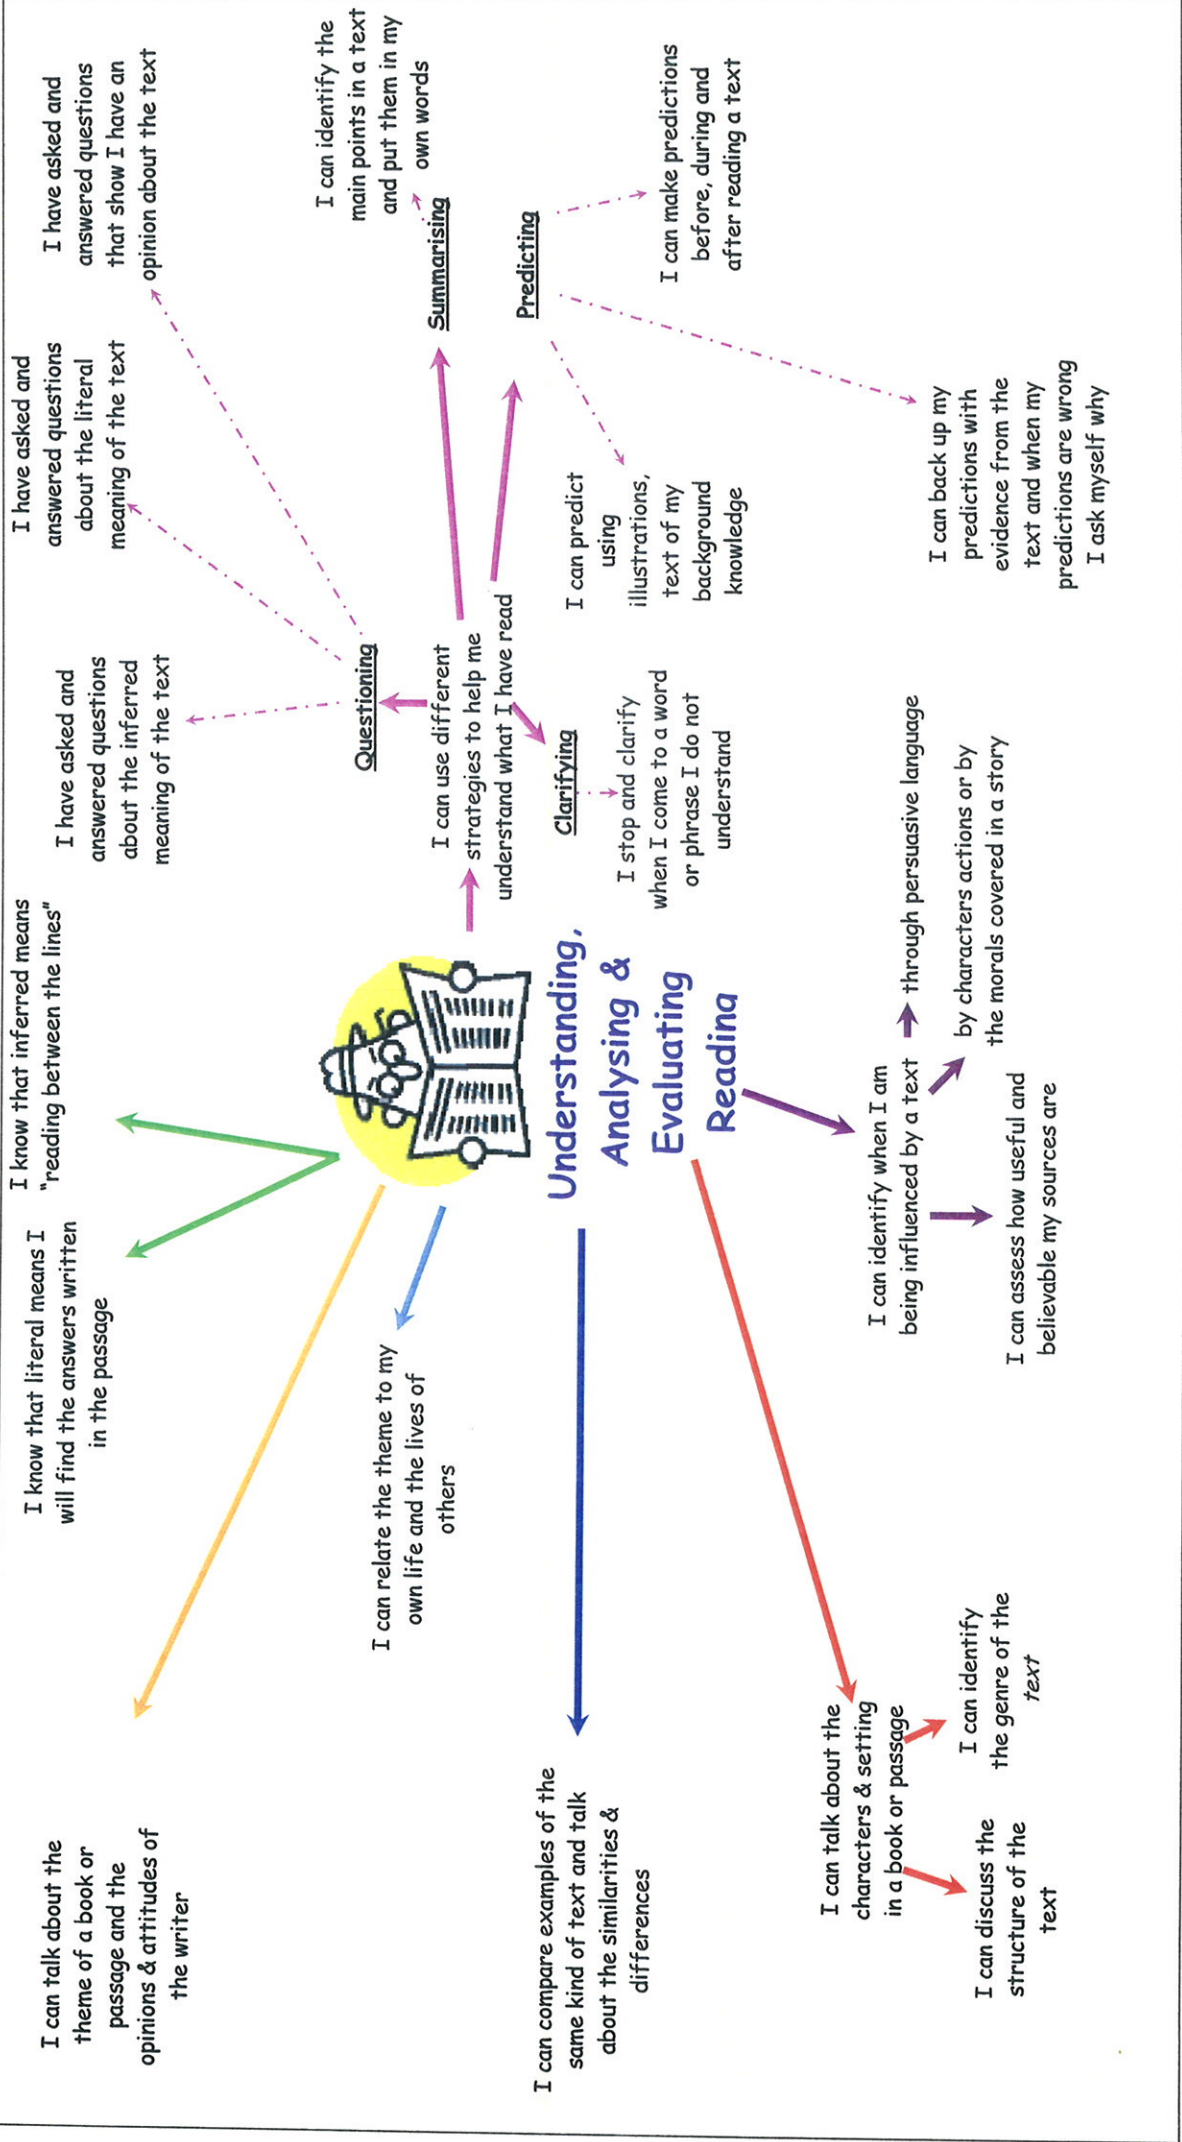 I can talk about the
theme of a book or
passage and the
opinions & attitudes of
the writer
I know that literal means I
will find the answers written
in the passage
I know that inferred means
"reading between the lines"
I have asked and
answered questions
about the inferred
meaning of the text
I have asked and
answered questions
about the literal
meaning of the text
I have asked and
answered questions
that show I have an
opinion about the text
I can relate the theme to my
own life and the lives of
others
Questioning
I can use different
strategies to help me
understand what I have read
Summarising
I can identify the
main points in a text
and put them in my
own words
Predicting
I can make predictions
before, during and
after reading a text
I can predict
using
illustrations,
text of my
background
knowledge
I can back up my
predictions with
evidence from the
text and when my
predictions are wrong
I ask myself why
Clarifying
I stop and clarify
when I come to a word
or phrase I do not
understand
Understanding,
Analysing &
Evaluating
Reading
I can compare examples of the
same kind of text and talk
about the similarities &
differences
I can identify when I am
being influenced by a text
through persuasive language
by characters actions or by
the morals covered in a story
I can assess how useful and
believable my sources are
I can talk about the
characters & setting
in a book or passage
I can discuss the
structure of the
text
I can identify
the genre of the
text